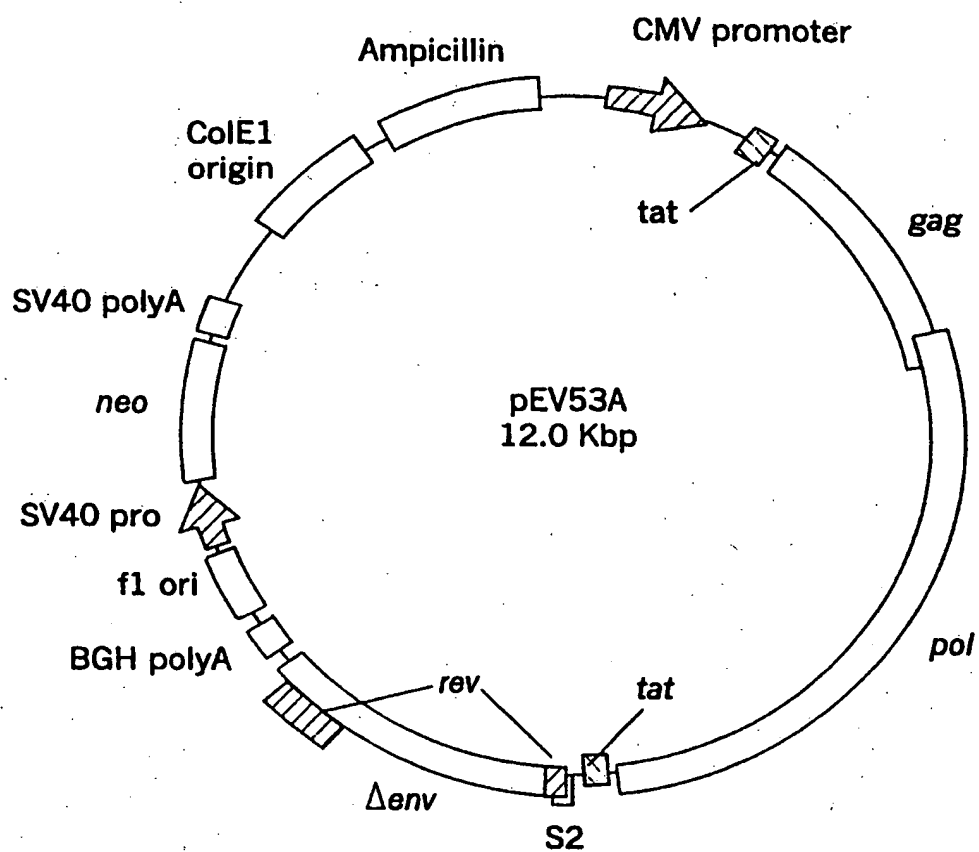 CMV promoter
Ampicillin
ColE1
origin
tat
gag
SV40 polyA
neo
pEV53A
12.0 Kbp
SV40 pro
f1 ori
BGH polyA
rev
tat
pol
Δenv
S2